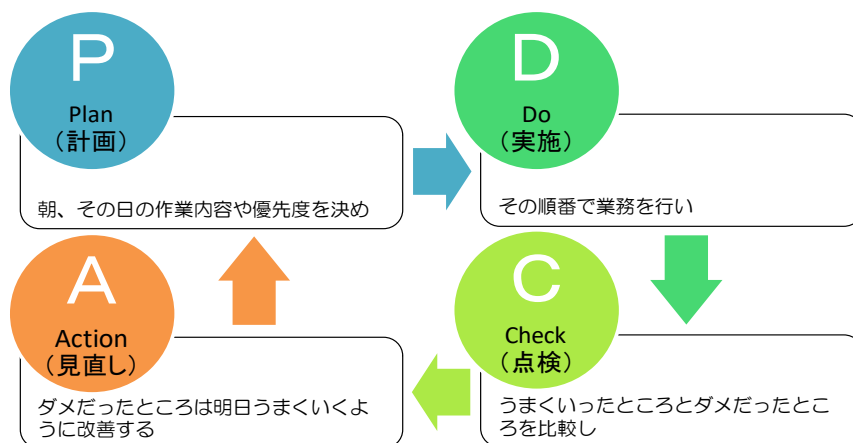 P
Plan
（計画）
朝、その日の作業内容や優先度を決め
D
Do
（実施）
その順番で業務を行い
C
Check
（点検）
うまくいったところとダメだったとこ
ろを比較し
A
Action
（見直し）
ダメだったところは明日うまくいくよ
うに改善する